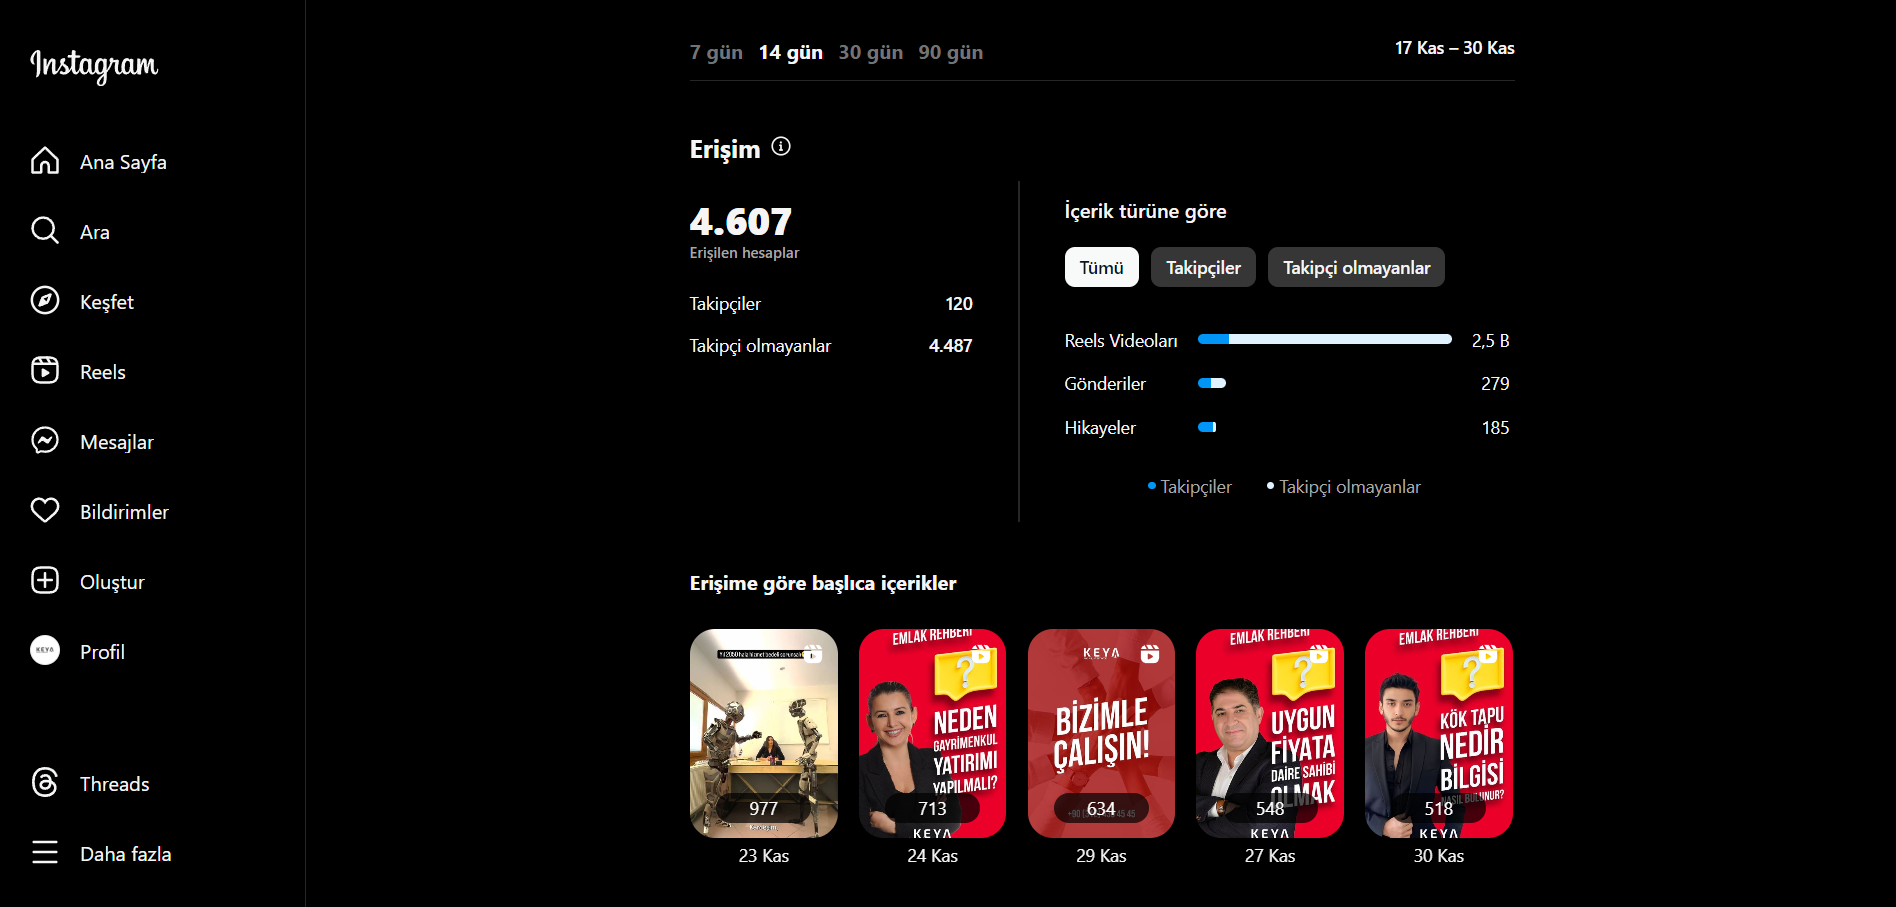 Instagram
Ana Sayfa
Ara
Keşfet
Reels
Mesajlar
Bildirimler
Oluştur
Profil
Threads
Daha fazla
7 gün 14 gün 30 gün 90 gün
17 Kas – 30 Kas
Erişim
4.607
Erişilen hesaplar
Takipçiler 120
Takipçi olmayanlar 4.487
İçerik türüne göre
Tümü Takipçiler Takipçi olmayanlar
Reels Videoları 2,5 B
Gönderiler 279
Hikayeler 185
Takipçiler Takipçi olmayanlar
Erişime göre başlıca içerikler
977
23 Kas
EMLAK REHBERİ
?
NEDEN
GAYRİMENKUL
YATIRIMI
YAPILMALI?
713
KEYA
24 Kas
KEYA
BİZİMLE
ÇALIŞIN!
634
29 Kas
EMLAK REHBERİ
?
UYGUN
FİYATA
DAİRE SAHİBİ
OLMAK
548
KEYA
27 Kas
EMLAK REHBERİ
?
KÖK TAPU
NEDİR
BİLGİSİ
NASIL BULUNUR?
518
KEYA
30 Kas